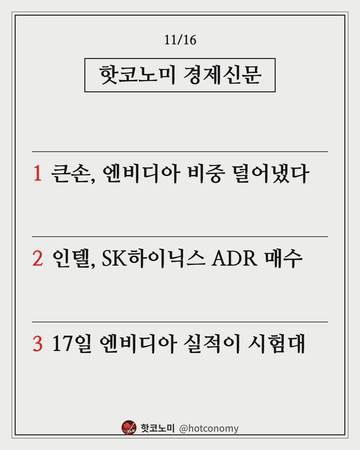 11/16
핫코노미 경제신문
1 큰손, 엔비디아 비중 덜어냈다
2 인텔, SK하이닉스 ADR 매수
3 17일 엔비디아 실적이 시험대
핫코노미 @hotconomy